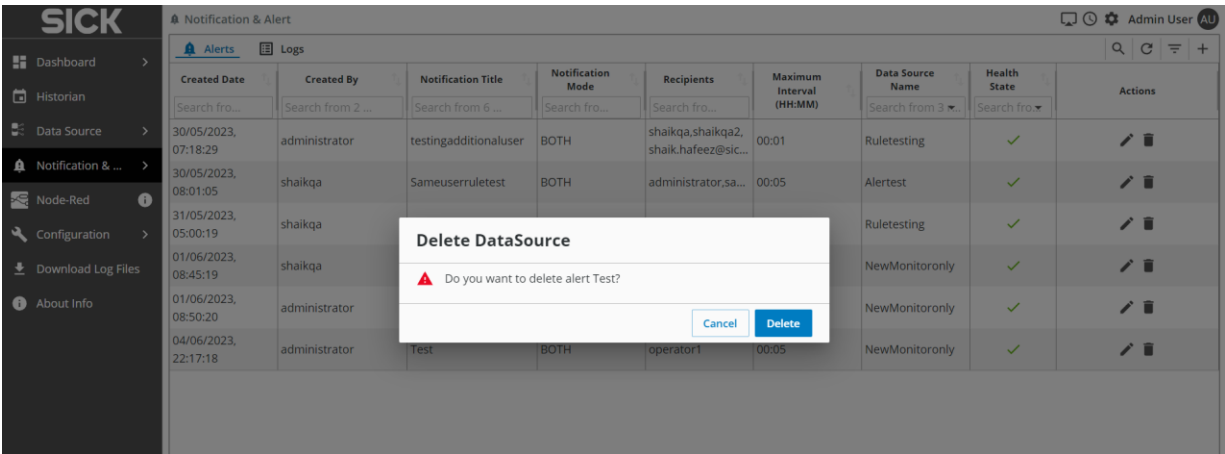 SICK
Notification & Alert
Admin User AU
Dashboard
Historian
Data Source
Notification & ...
Node-Red
Configuration
Download Log Files
About Info
Alerts Logs
Created Date Created By Notification Title Notification Mode Recipients Maximum Interval (HH:MM) Data Source Name Health State Actions
Search fro... Search from 2 ... Search from 6 ... Search fro... Search fro... Search from 3 ... Search fro...
30/05/2023, 07:18:29 administrator testingadditionaluser BOTH shaikqa,shaikqa2, shaik.hafeez@sic... 00:01 Ruletesting
30/05/2023, 08:01:05 shaikqa Sameuserruletest BOTH administrator,sa... 00:05 Alertest
31/05/2023, 05:00:19 shaikqa Ruletesting
01/06/2023, 08:45:19 shaikqa NewMonitoronly
01/06/2023, 08:50:20 administrator NewMonitoronly
04/06/2023, 22:17:18 administrator Test BOTH operator1 00:05 NewMonitoronly
Delete DataSource
Do you want to delete alert Test?
Cancel Delete